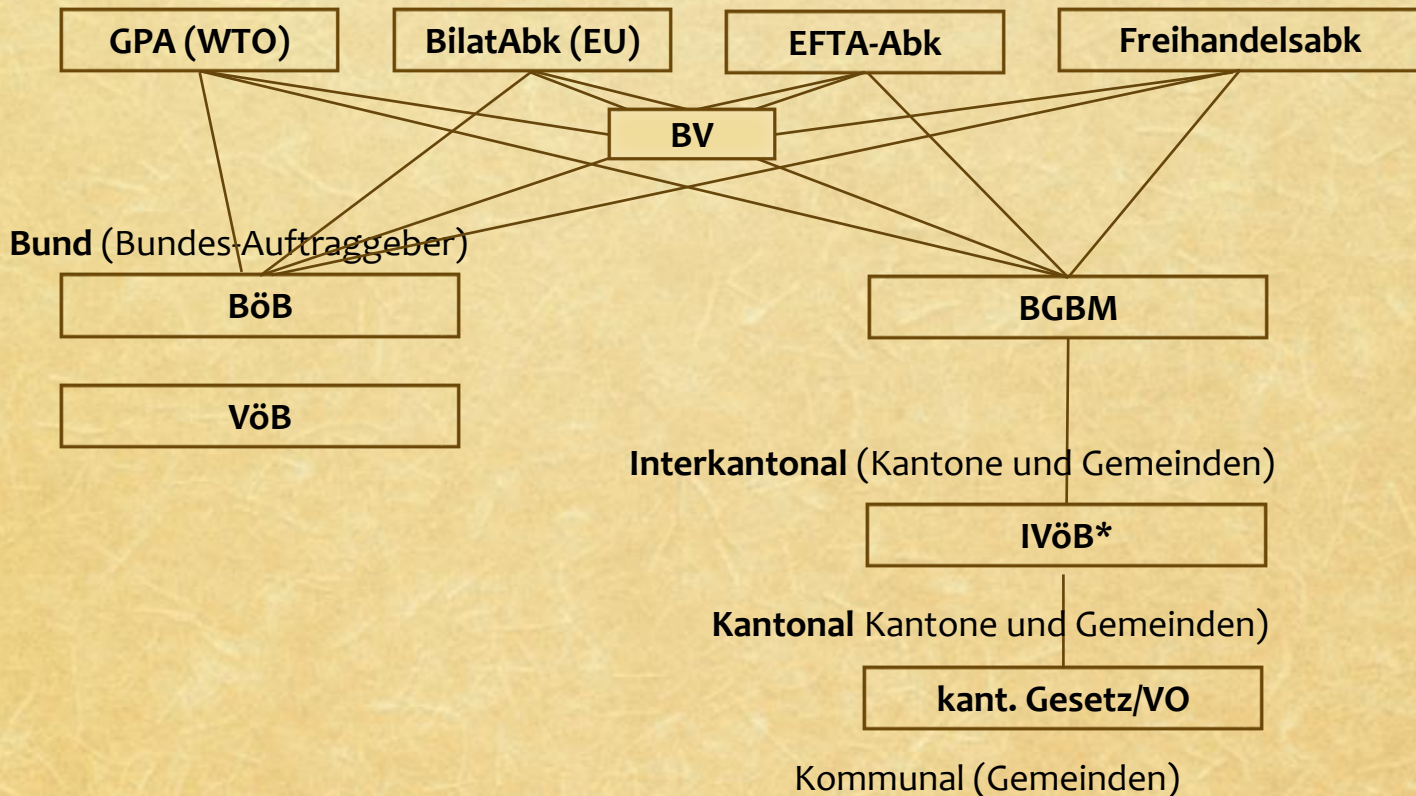 GPA (WTO)
BilatAbk (EU)
EFTA-Abk
Freihandelsabk
BV
Bund (Bundes-Auftraggeber)
BöB
BGBM
VöB
Interkantonal (Kantone und Gemeinden)
IVöB*
Kantonal Kantone und Gemeinden)
kant. Gesetz/VO
Kommunal (Gemeinden)